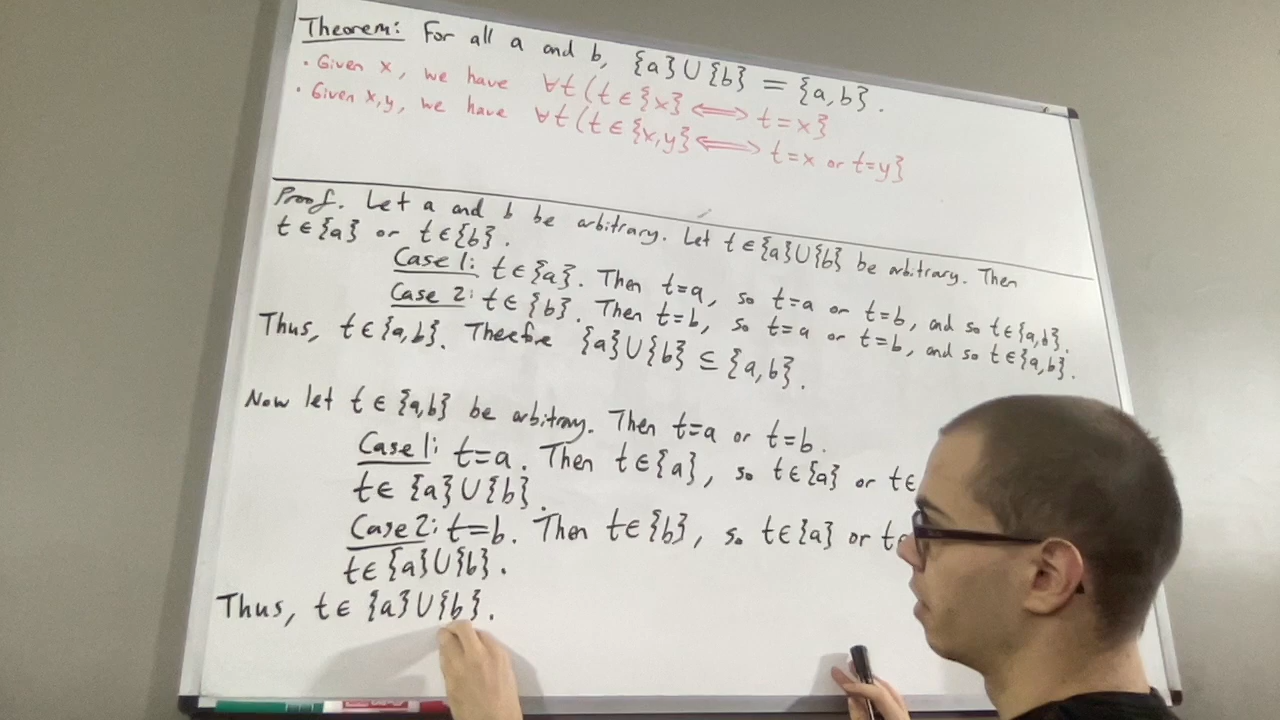 Theorem: For all a and b, {a}∪{b} = {a,b}.
• Given x, we have ∀t(t∈{x} ⟺ t=x}
• Given x,y, we have ∀t(t∈{x,y} ⟺ t=x or t=y}
Proof. Let a and b be arbitrary. Let t∈{a}∪{b} be arbitrary. Then
t∈{a} or t∈{b}.
Case 1: t∈{a}. Then t=a, so t=a or t=b, and so t∈{a,b}.
Case 2: t∈{b}. Then t=b, so t=a or t=b, and so t∈{a,b}.
Thus, t∈{a,b}. Therefre {a}∪{b} ⊆ {a,b}.
Now let t∈{a,b} be arbitrary. Then t=a or t=b.
Case 1: t=a. Then t∈{a}, so t∈{a} or t∈
t∈{a}∪{b}.
Case 2: t=b. Then t∈{b}, so t∈{a} or
t∈{a}∪{b}.
Thus, t∈{a}∪{b}.